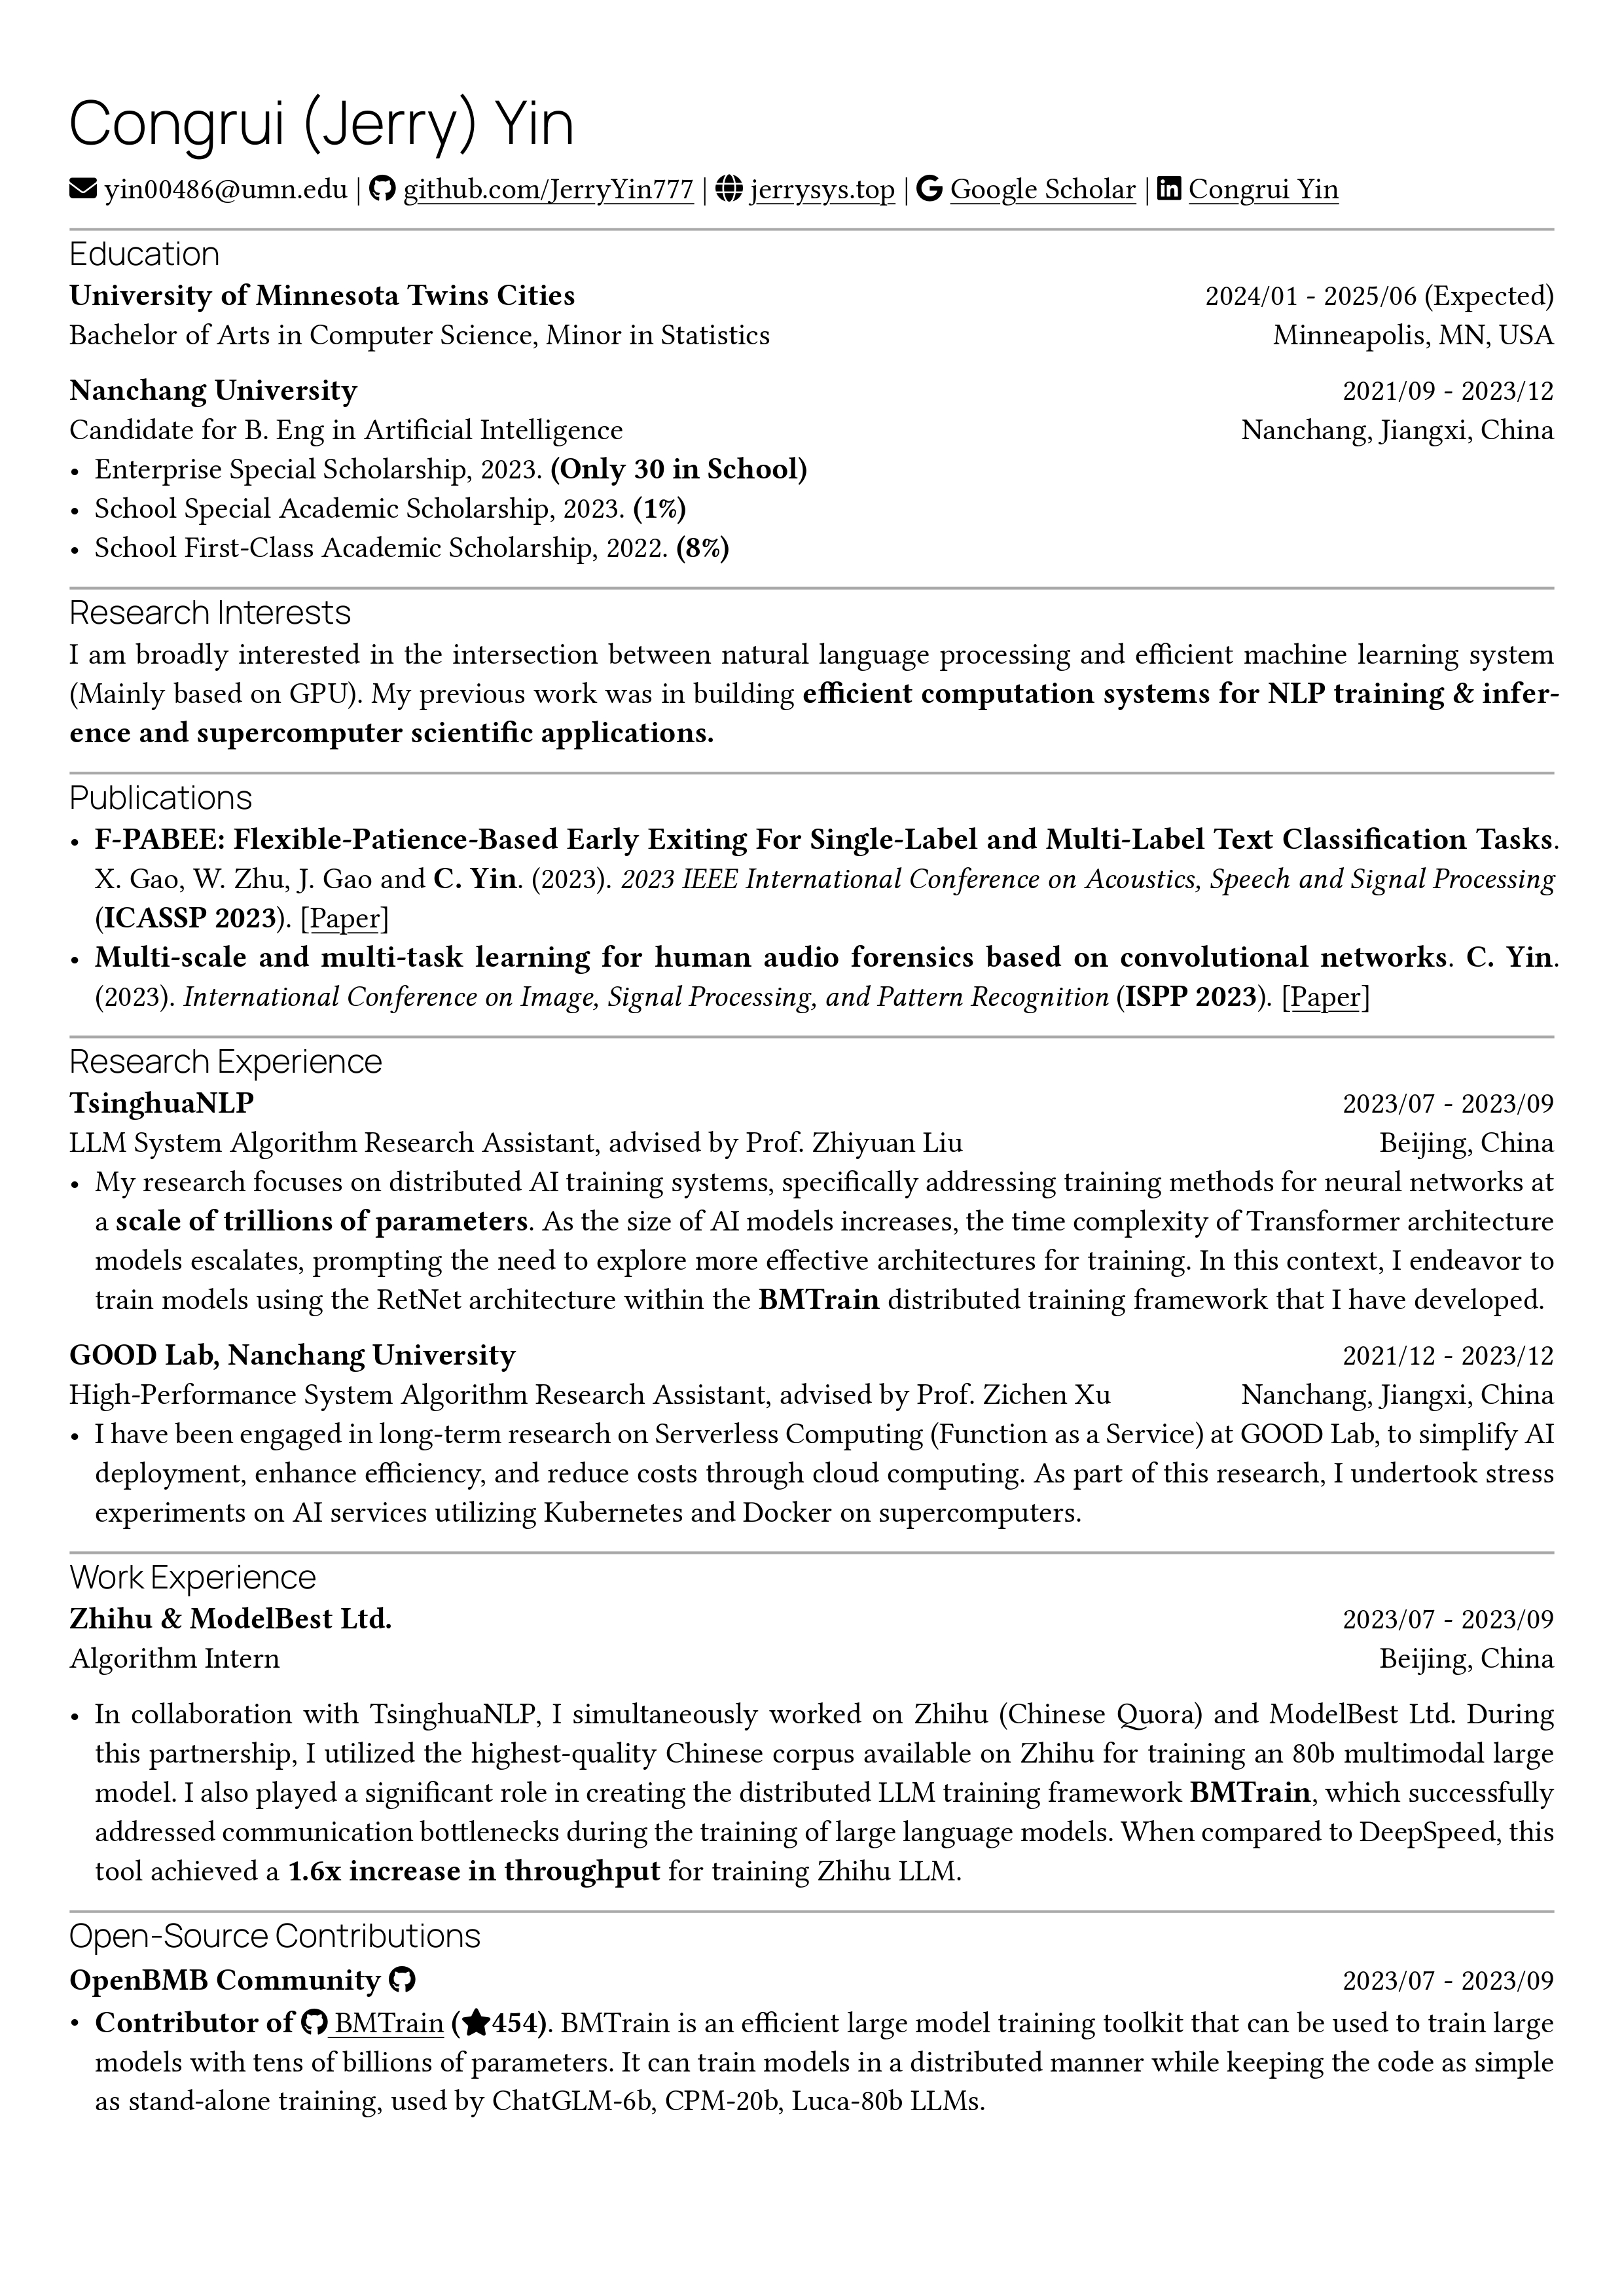 Congrui (Jerry) Yin
yin00486@umn.edu | github.com/JerryYin777 | jerrysys.top | Google Scholar | Congrui Yin
Education
University of Minnesota Twins Cities 2024/01 - 2025/06 (Expected)
Bachelor of Arts in Computer Science, Minor in Statistics Minneapolis, MN, USA
Nanchang University 2021/09 - 2023/12
Candidate for B. Eng in Artificial Intelligence Nanchang, Jiangxi, China
• Enterprise Special Scholarship, 2023. (Only 30 in School)
• School Special Academic Scholarship, 2023. (1%)
• School First-Class Academic Scholarship, 2022. (8%)
Research Interests
I am broadly interested in the intersection between natural language processing and efficient machine learning system
(Mainly based on GPU). My previous work was in building efficient computation systems for NLP training & infer-
ence and supercomputer scientific applications.
Publications
• F-PABEE: Flexible-Patience-Based Early Exiting For Single-Label and Multi-Label Text Classification Tasks.
X. Gao, W. Zhu, J. Gao and C. Yin. (2023). 2023 IEEE International Conference on Acoustics, Speech and Signal Processing
(ICASSP 2023). [Paper]
• Multi-scale and multi-task learning for human audio forensics based on convolutional networks. C. Yin.
(2023). International Conference on Image, Signal Processing, and Pattern Recognition (ISPP 2023). [Paper]
Research Experience
TsinghuaNLP 2023/07 - 2023/09
LLM System Algorithm Research Assistant, advised by Prof. Zhiyuan Liu Beijing, China
• My research focuses on distributed AI training systems, specifically addressing training methods for neural networks at
a scale of trillions of parameters. As the size of AI models increases, the time complexity of Transformer architecture
models escalates, prompting the need to explore more effective architectures for training. In this context, I endeavor to
train models using the RetNet architecture within the BMTrain distributed training framework that I have developed.
GOOD Lab, Nanchang University 2021/12 - 2023/12
High-Performance System Algorithm Research Assistant, advised by Prof. Zichen Xu Nanchang, Jiangxi, China
• I have been engaged in long-term research on Serverless Computing (Function as a Service) at GOOD Lab, to simplify AI
deployment, enhance efficiency, and reduce costs through cloud computing. As part of this research, I undertook stress
experiments on AI services utilizing Kubernetes and Docker on supercomputers.
Work Experience
Zhihu & ModelBest Ltd. 2023/07 - 2023/09
Algorithm Intern Beijing, China
• In collaboration with TsinghuaNLP, I simultaneously worked on Zhihu (Chinese Quora) and ModelBest Ltd. During
this partnership, I utilized the highest-quality Chinese corpus available on Zhihu for training an 80b multimodal large
model. I also played a significant role in creating the distributed LLM training framework BMTrain, which successfully
addressed communication bottlenecks during the training of large language models. When compared to DeepSpeed, this
tool achieved a 1.6x increase in throughput for training Zhihu LLM.
Open-Source Contributions
OpenBMB Community 2023/07 - 2023/09
• Contributor of BMTrain (★454). BMTrain is an efficient large model training toolkit that can be used to train large
models with tens of billions of parameters. It can train models in a distributed manner while keeping the code as simple
as stand-alone training, used by ChatGLM-6b, CPM-20b, Luca-80b LLMs.